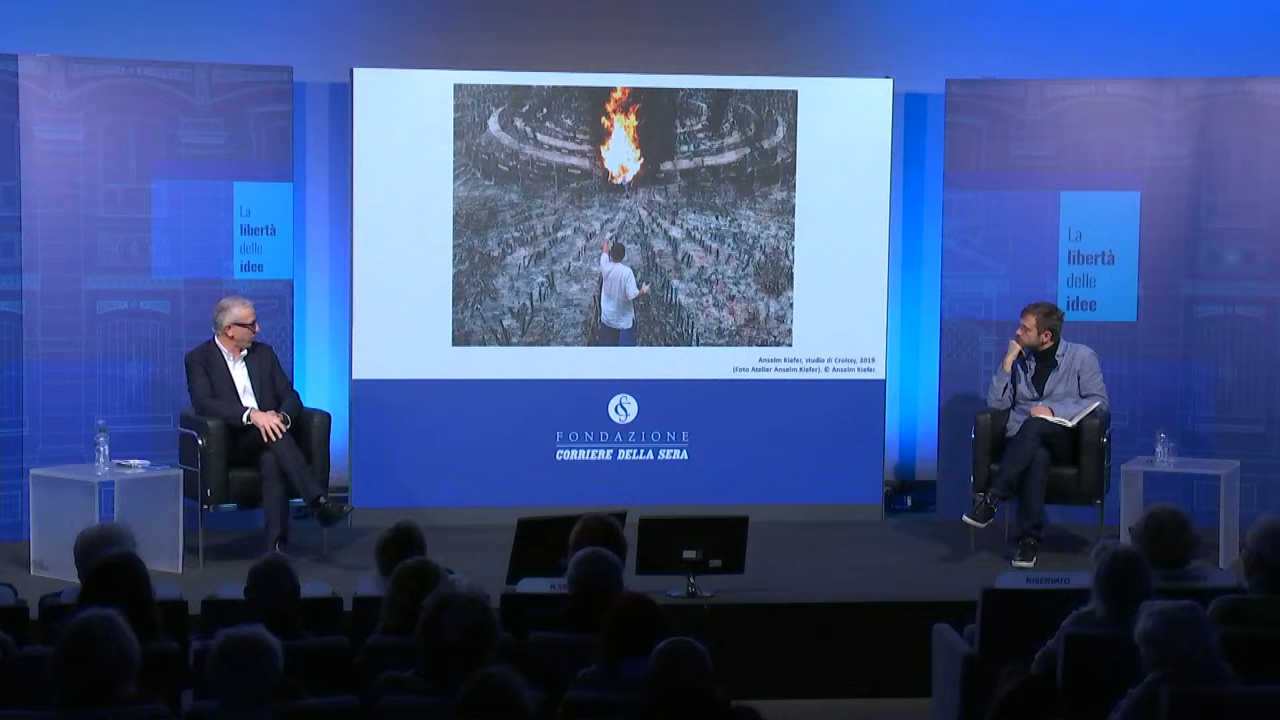 La
libertà
delle
idee
Anselm Kiefer, studio di Croissy, 2019.
(Foto Atelier Anselm Kiefer). © Anselm Kiefer.
FONDAZIONE
CORRIERE DELLA SERA
La
libertà
delle
idee
RISERVATO